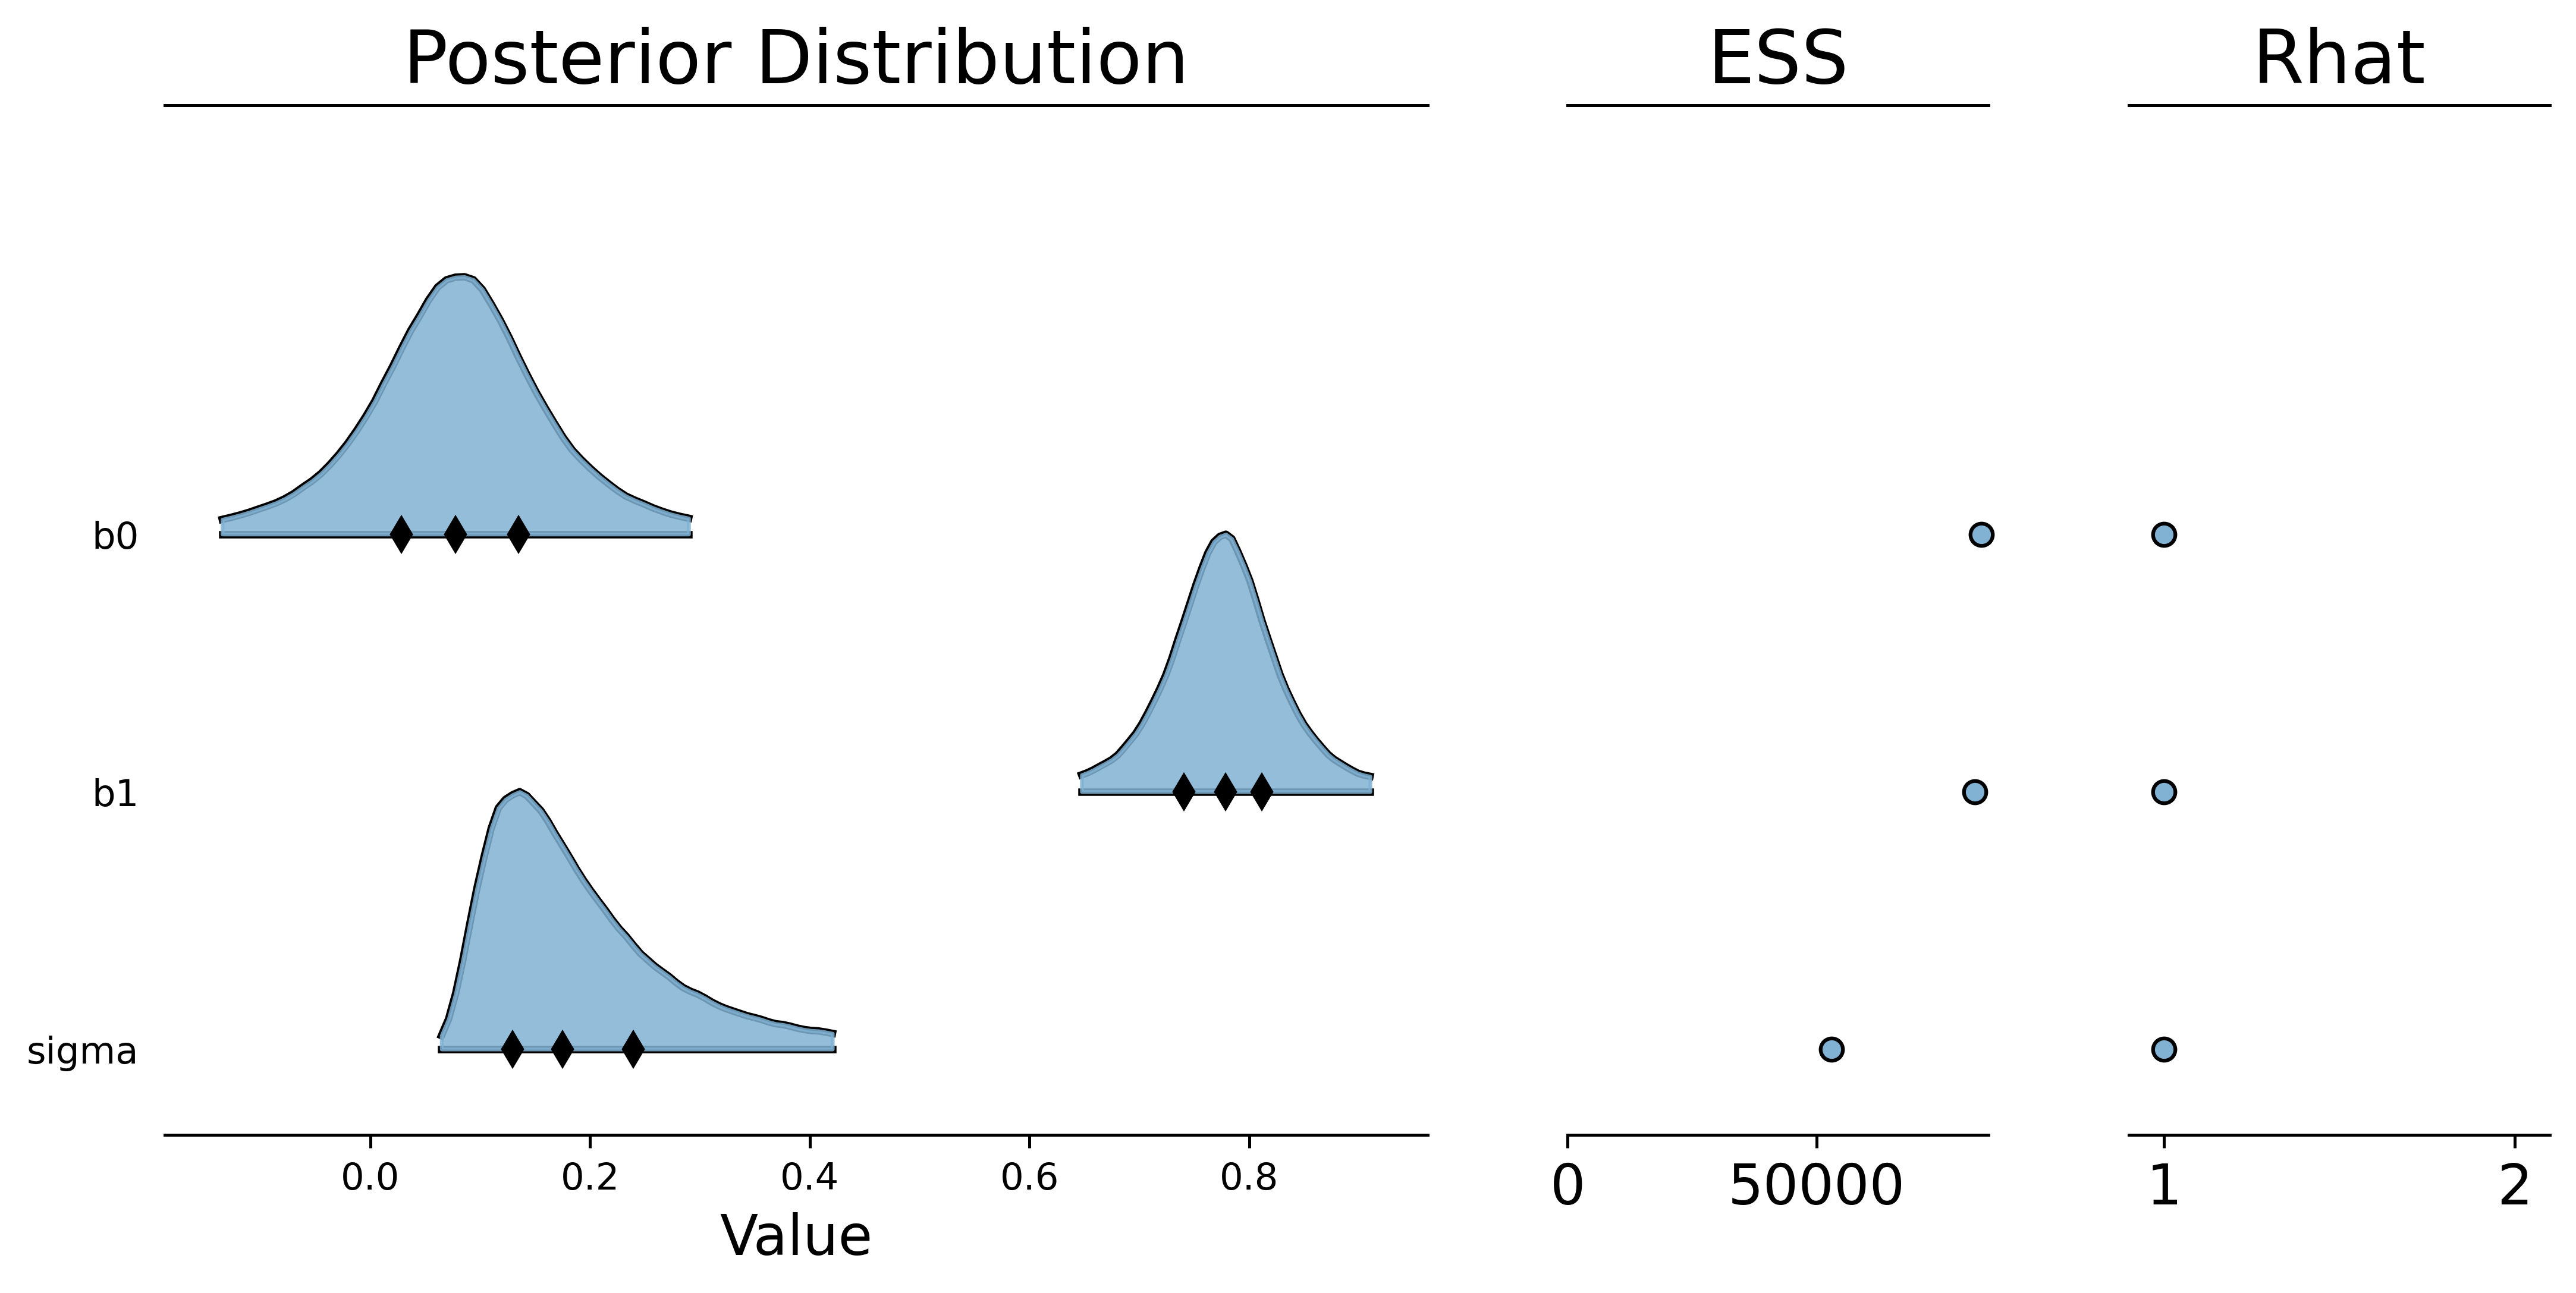 Posterior Distribution
ESS
Rhat
b0
b1
sigma
0.0 0.2 0.4 0.6 0.8
0 50000
1 2
Value